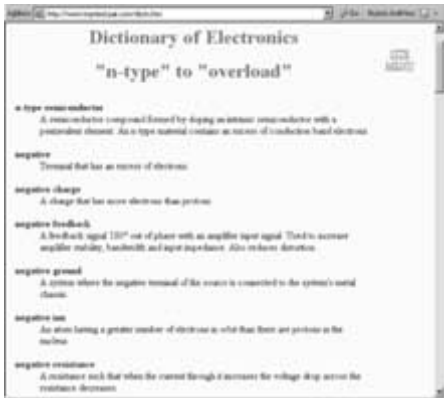 Dictionary of Electronics
"n-type" to "overload"
n-type semiconductor
A semiconductor compound formed by doping an intrinsic semiconductor with a
pentavalent element. An n-type material contains an excess of conduction band electrons.
negative
Terminal that has an excess of electrons.
negative charge
A charge that has more electrons than protons.
negative feedback
A feedback signal 180° out of phase with an amplifier input signal. Used to increase
amplifier stability, bandwidth and input impedance. Also reduces distortion.
negative ground
A system where the negative terminal of the source is connected to the system's metal
chassis.
negative ion
An atom having a greater number of electrons in orbit than there are protons in the
nucleus.
negative resistance
A resistance such that when the current through it increases the voltage drop across the
resistance decreases.